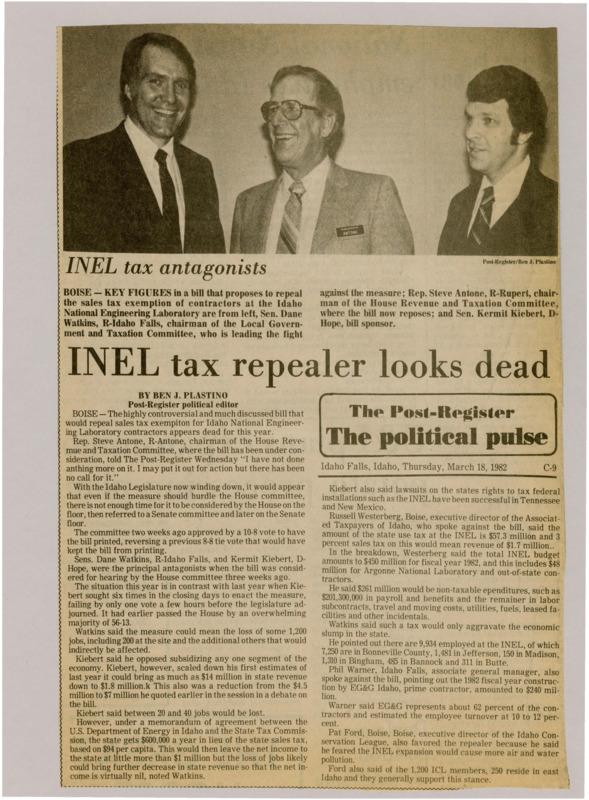 ANTONE
Post-Register/Ben J. Plastino
INEL tax antagonists
BOISE — KEY FIGURES in a bill that proposes to repeal
the sales tax exemption of contractors at the Idaho
National Engineering Laboratory are from left, Sen. Dane
Watkins, R-Idaho Falls, chairman of the Local Govern-
ment and Taxation Committee, who is leading the fight
against the measure; Rep. Steve Antone, R-Rupert, chair-
man of the House Revenue and Taxation Committee,
where the bill now reposes; and Sen. Kermit Kiebert, D-
Hope, bill sponsor.
INEL tax repealer looks dead
BY BEN J. PLASTINO
Post-Register political editor
BOISE — The highly controversial and much discussed bill that
would repeal sales tax exempiton for Idaho National Engineer-
ing Laboratory contractors appears dead for this year.
Rep. Steve Antone, R-Antone, chairman of the House Reve-
nue and Taxation Committee, where the bill has been under con-
sideration, told The Post-Register Wednesday "I have not done
anthing more on it. I may put it out for action but there has been
no call for it."
With the Idaho Legislature now winding down, it would appear
that even if the measure should hurdle the House committee,
there is not enough time for it to be considered by the House on
the floor, then referred to a Senate committee and later on the Senate
floor.
The committee two weeks ago approved by a 10-8 vote to have
the bill printed, reversing a previous 8-8 tie vote that would have
kept the bill from printing.
Sens. Dane Watkins, R-Idaho Falls, and Kermit Kiebert, D-
Hope, were the principal antagonists when the bill was consid-
ered for hearing by the House committee three weeks ago.
The situation this year is in contrast with last year when Kie-
bert sought six times in the closing days to enact the measure,
failing by only one vote a few hours before the legislature ad-
journed. It had earlier passed the House by an overwhelming
majority of 56-13.
Watkins said the measure could mean the loss of some 1,200
jobs, including 200 at the site and the additional others that would
indirectly be affected.
Kiebert said he opposed subsidizing any one segment of the
economy. Kiebert, however, scaled down his first estimates of
last year it could bring as much as $14 million in state revenue
down to $1.8 million.k This also was a reduction from the $4.5
million to $7 million he quoted earlier in the session in a debate on
the bill.
Kiebert said between 20 and 40 jobs would be lost.
However, under a memorandum of agreement between the
U.S. Department of Energy in Idaho and the State Tax Commis-
sion, the state gets $600,000 a year in lieu of the state sales tax,
based on $94 per capita. This would then leave the net income to
the state at little more than $1 million but the loss of jobs likely
could bring further decrease in state revenue so that the net in-
come is virtually nil, noted Watkins.
The Post-Register
The political pulse
Idaho Falls, Idaho, Thursday, March 18, 1982 C-9
Kiebert also said lawsuits on the states rights to tax federal
installations such as the INEL have been successful in Tennessee
and New Mexico.
Russell Westerberg, Boise, executive director of the Associat-
ed Taxpayers of Idaho, who spoke against the bill, said the
amount of the state use tax at the INEL is $57.3 million and 3
percent sales tax on this would mean revenue of $1.7 million..
In the breakdown, Westerberg said the total INEL budget
amounts to $450 million for fiscal year 1982, and this includes $48
million for Argonne National Laboratory and out-of-state con-
tractors.
He said $261 million would be non-taxable ependitures, such as
$201,300,000 in payroll and benefits and the remainer in labor
subcontracts, travel and moving costs, utilities, fuels, leased fa-
cilities and other incidentals.
Watkins said such a tax would only aggravate the economic
slump in the state.
He pointed out there are 9,934 employed at the INEL, of which
7,250 are in Bonneville County, 1,481 in Jefferson, 150 in Madison,
1,310 in Bingham, 485 in Bannock and 311 in Butte.
Phil Warner, Idaho Falls, associate general manager, also
spoke against the bill, pointing out the 1982 fiscal year construc-
tion by EG&G Idaho, prime contractor, amounted to $240 mil-
lion.
Warner said EG&G represents about 62 percent of the con-
tractors and estimated the employee turnover at 10 to 12 per-
cent.
Pat Ford, Boise, Boise, executive director of the Idaho Con-
servation League, also favored the repealer because he said
he feared the INEL expansion would cause more air and water
pollution.
Ford also said of the 1,200 ICL members, 250 reside in east
Idaho and they generally support this stance.